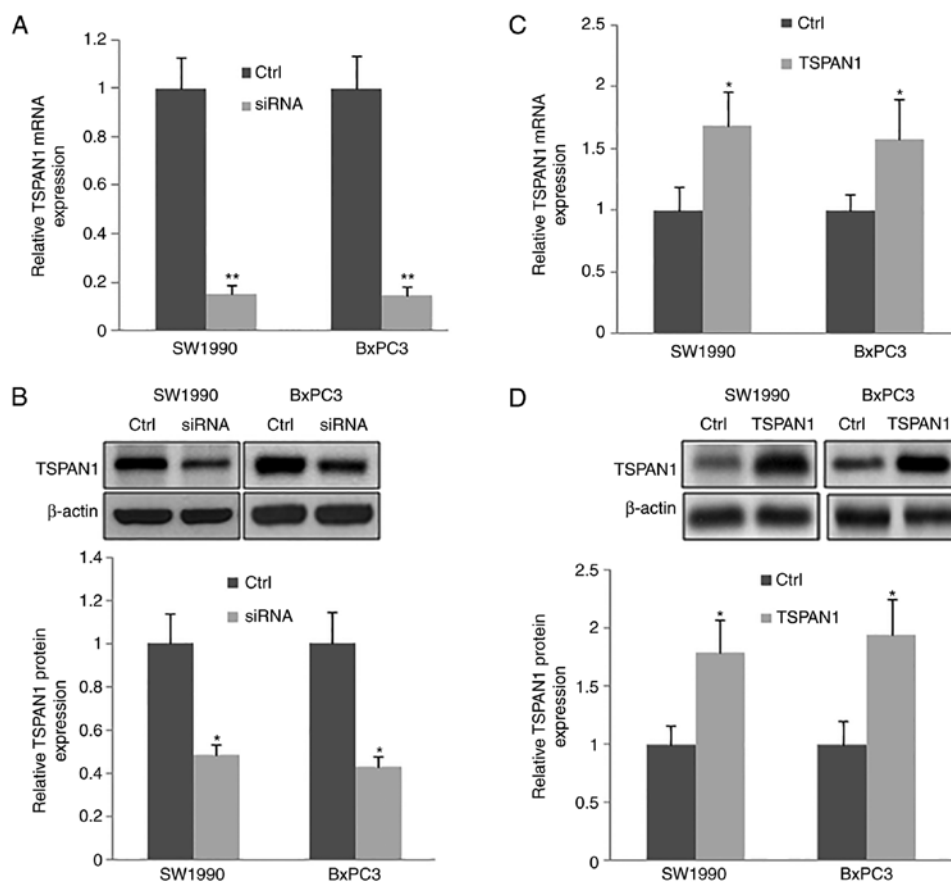 A
1.2
1
0.8
0.6
0.4
0.2
0
Relative TSPAN1 mRNA
expression
Ctrl
siRNA
**
**
SW1990
BxPC3
C
2.5
2
1.5
1
0.5
0
Relative TSPAN1 mRNA
expression
Ctrl
TSPAN1
*
*
SW1990
BxPC3
B
SW1990
BxPC3
Ctrl
siRNA
Ctrl
siRNA
TSPAN1
β-actin
1.4
1.2
1
0.8
0.6
0.4
0.2
0
Relative TSPAN1 protein
expression
Ctrl
siRNA
*
*
SW1990
BxPC3
D
SW1990
BxPC3
Ctrl
TSPAN1
Ctrl
TSPAN1
TSPAN1
β-actin
2.5
2
1.5
1
0.5
0
Relative TSPAN1 protein
expression
Ctrl
TSPAN1
*
*
SW1990
BxPC3